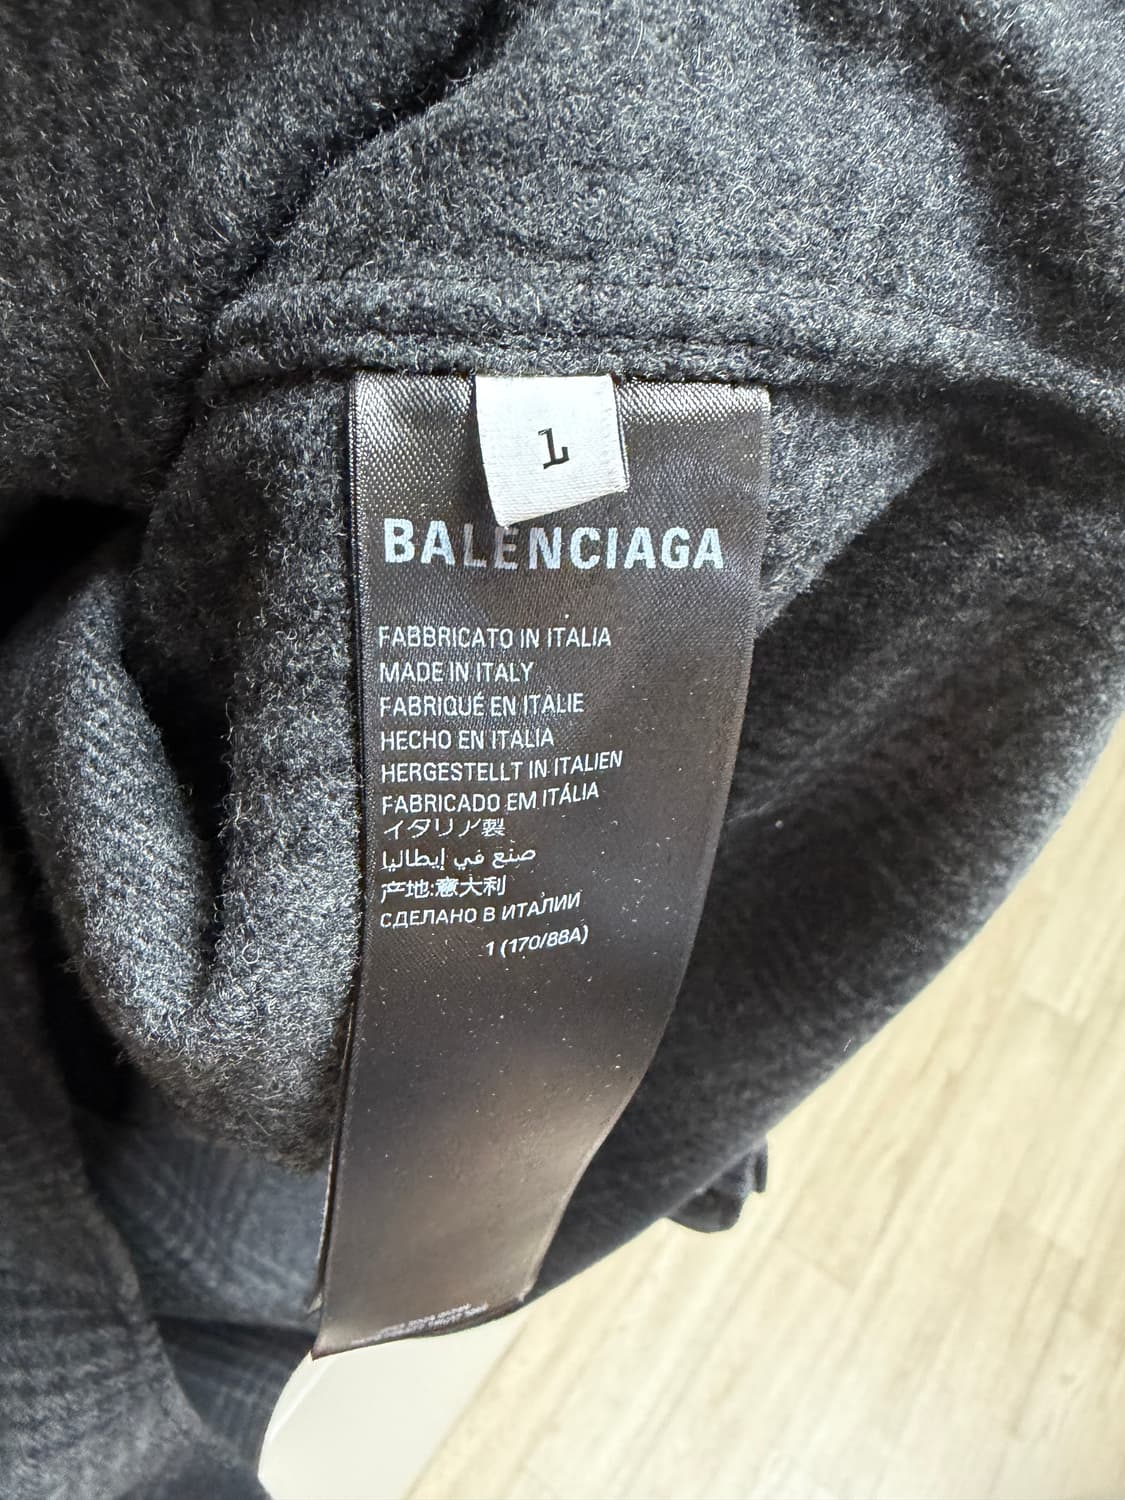 1
BALENCIAGA
FABBRICATO IN ITALIA
MADE IN ITALY
FABRIQUÉ EN ITALIE
HECHO EN ITALIA
HERGESTELLT IN ITALIEN
FABRICADO EM ITÁLIA
イタリア製
صنع في إيطاليا
产地:意大利
СДЕЛАНО В ИТАЛИИ
1 (170/88A)